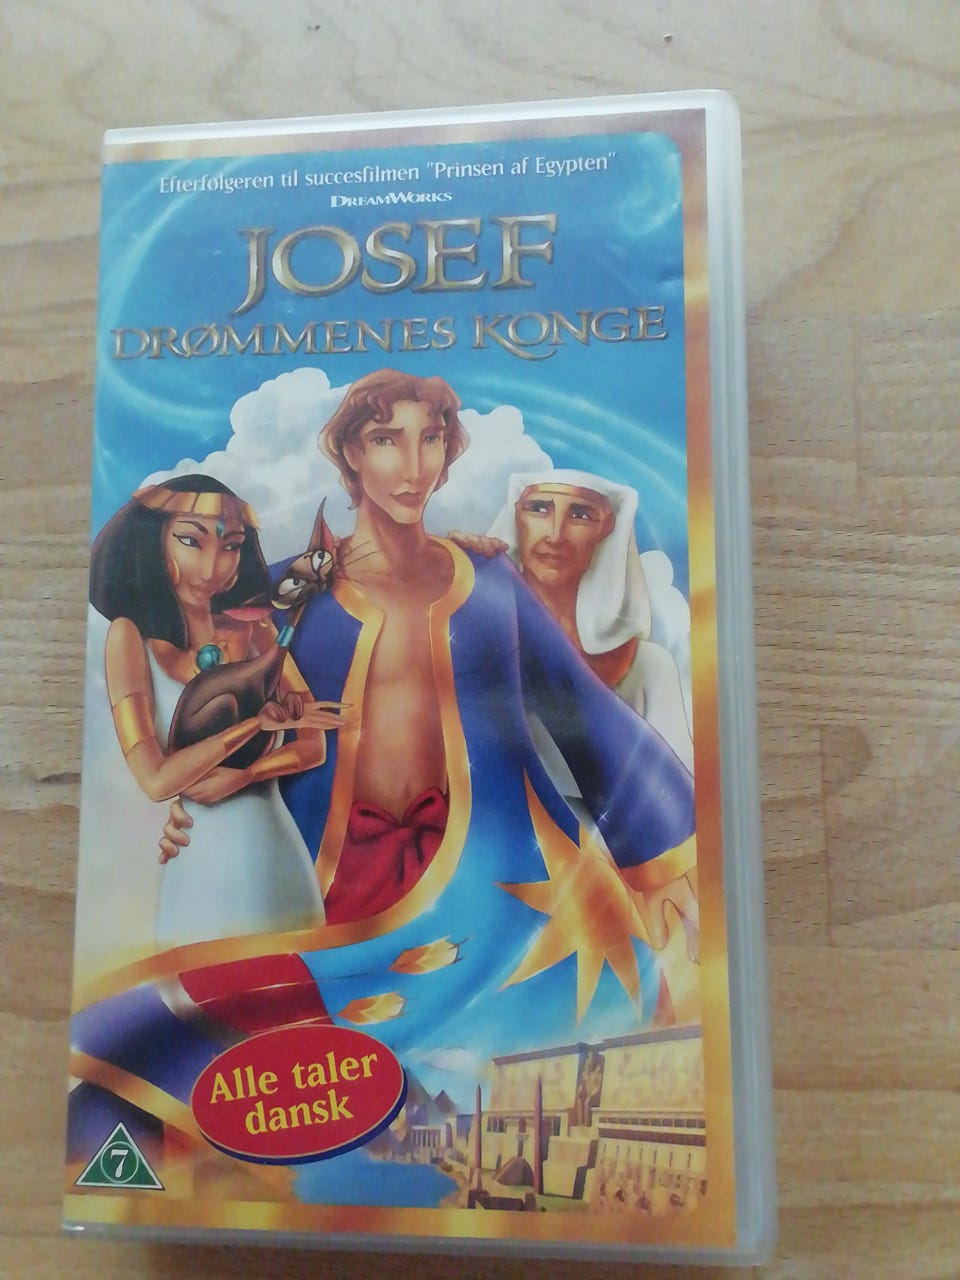 Efterfølgeren til succesfilmen "Prinsen af Egypten"
DREAMWORKS
JOSEF
DRØMMENES KONGE
Alle taler
dansk
7